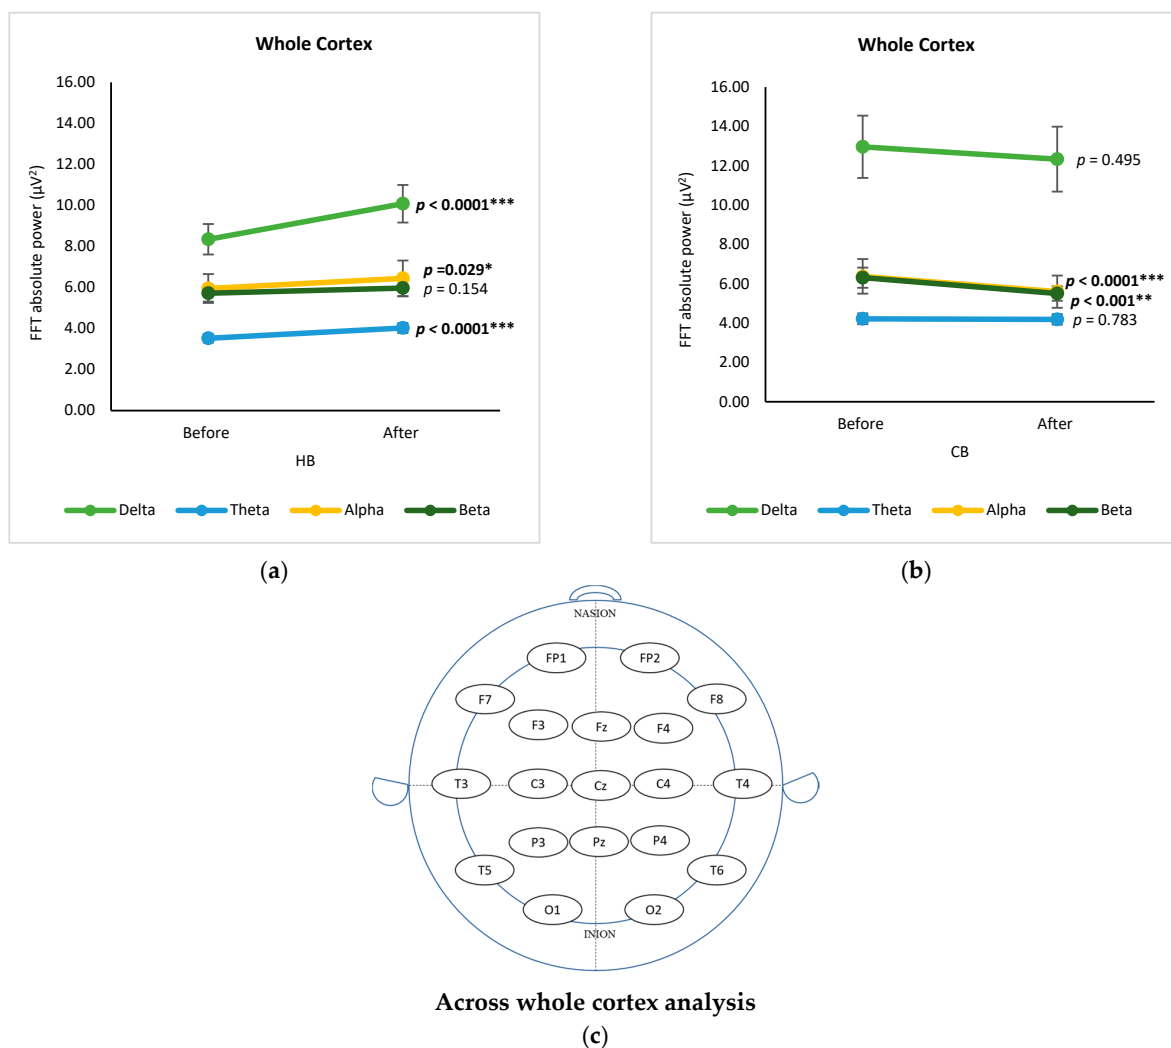 Whole Cortex
FFT absolute power (µV²)
16.00
14.00
12.00
10.00
8.00
6.00
4.00
2.00
0.00
p < 0.0001***
p =0.029*
p = 0.154
p < 0.0001***
Before After
HB
Delta Theta Alpha Beta
(a)
Whole Cortex
FFT absolute power (µV²)
16.00
14.00
12.00
10.00
8.00
6.00
4.00
2.00
0.00
p = 0.495
p < 0.0001***
p < 0.001**
p = 0.783
Before After
CB
Delta Theta Alpha Beta
(b)
NASION
FP1 FP2
F7 F8
F3 Fz F4
T3 C3 Cz C4 T4
P3 Pz P4
T5 T6
O1 O2
INION
Across whole cortex analysis
(c)